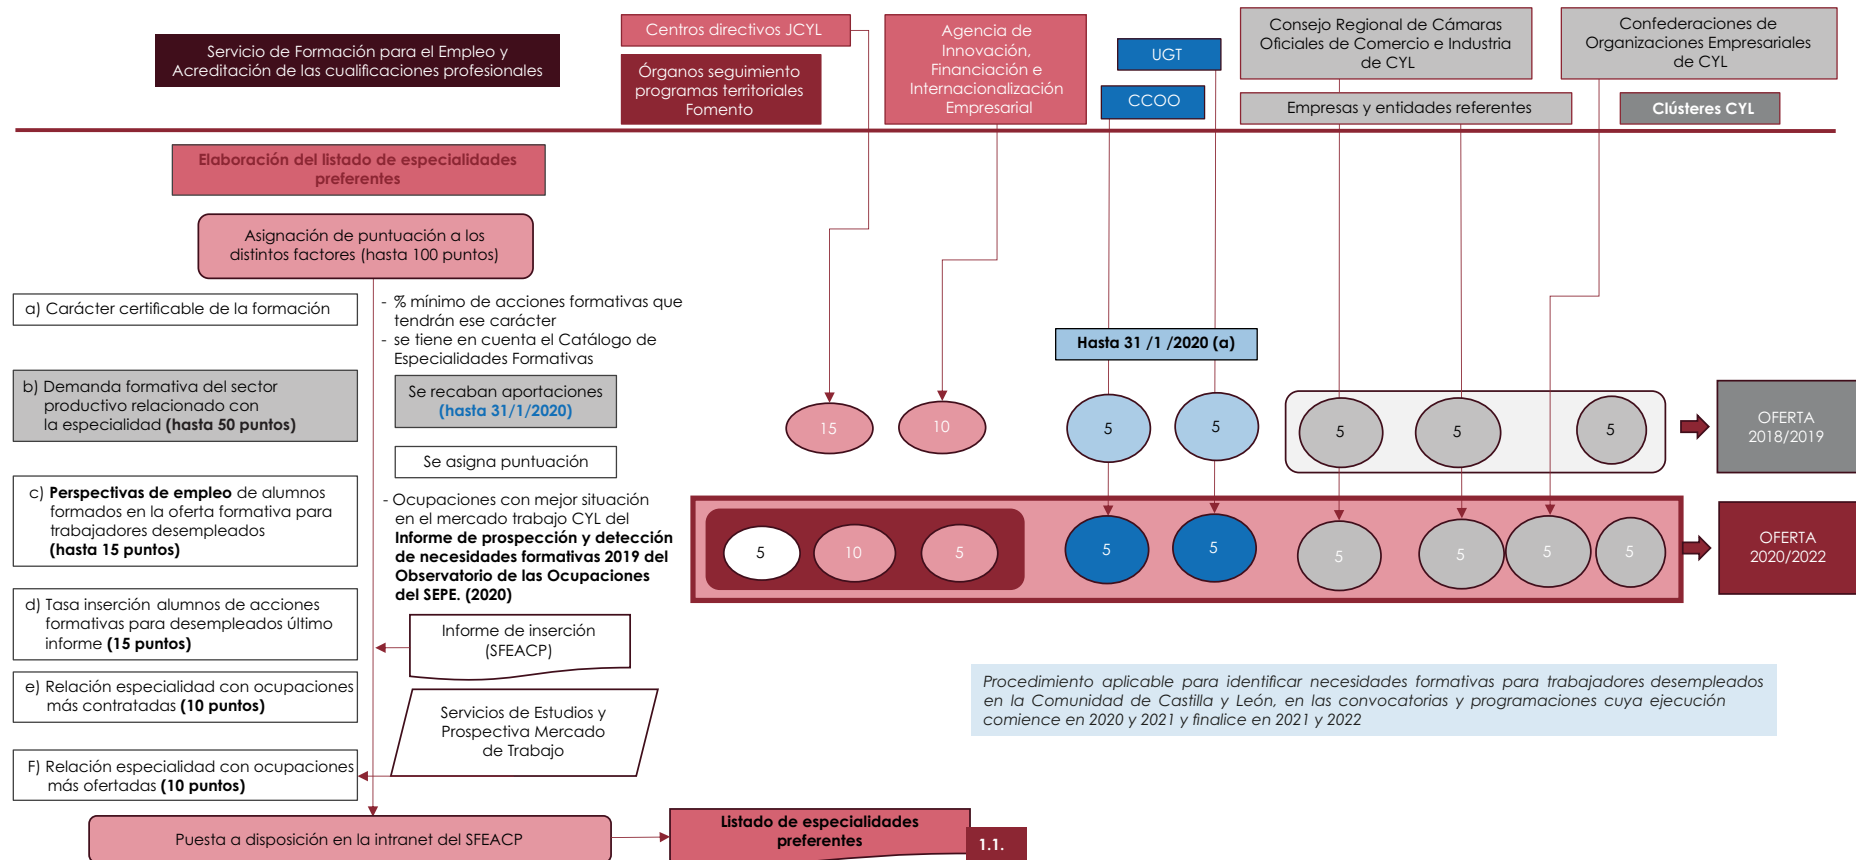 Servicio de Formación para el Empleo y
Acreditación de las cualificaciones profesionales
Centros directivos JCYL
Órganos seguimiento
programas territoriales
Fomento
Agencia de
Innovación,
Financiación e
Internacionalización
Empresarial
UGT
CCOO
Consejo Regional de Cámaras
Oficiales de Comercio e Industria
de CYL
Empresas y entidades referentes
Confederaciones de
Organizaciones Empresariales
de CYL
Clústeres CYL
Elaboración del listado de especialidades
preferentes
Asignación de puntuación a los
distintos factores (hasta 100 puntos)
a) Carácter certificable de la formación
- % mínimo de acciones formativas que
tendrán ese carácter
- se tiene en cuenta el Catálogo de
Especialidades Formativas
b) Demanda formativa del sector
productivo relacionado con
la especialidad (hasta 50 puntos)
Se recaban aportaciones
(hasta 31/1/2020)
Se asigna puntuación
Hasta 31 /1 /2020 (a)
15
10
5
5
5
5
5
OFERTA
2018/2019
c) Perspectivas de empleo de alumnos
formados en la oferta formativa para
trabajadores desempleados
(hasta 15 puntos)
- Ocupaciones con mejor situación
en el mercado trabajo CYL del
Informe de prospección y detección
de necesidades formativas 2019 del
Observatorio de las Ocupaciones
del SEPE. (2020)
5
10
5
5
5
5
5
5
5
OFERTA
2020/2022
d) Tasa inserción alumnos de acciones
formativas para desempleados último
informe (15 puntos)
Informe de inserción
(SFEACP)
e) Relación especialidad con ocupaciones
más contratadas (10 puntos)
Servicios de Estudios y
Prospectiva Mercado
de Trabajo
F) Relación especialidad con ocupaciones
más ofertadas (10 puntos)
Procedimiento aplicable para identificar necesidades formativas para trabajadores desempleados
en la Comunidad de Castilla y León, en las convocatorias y programaciones cuya ejecución
comience en 2020 y 2021 y finalice en 2021 y 2022
Puesta a disposición en la intranet del SFEACP
Listado de especialidades
preferentes
1.1.